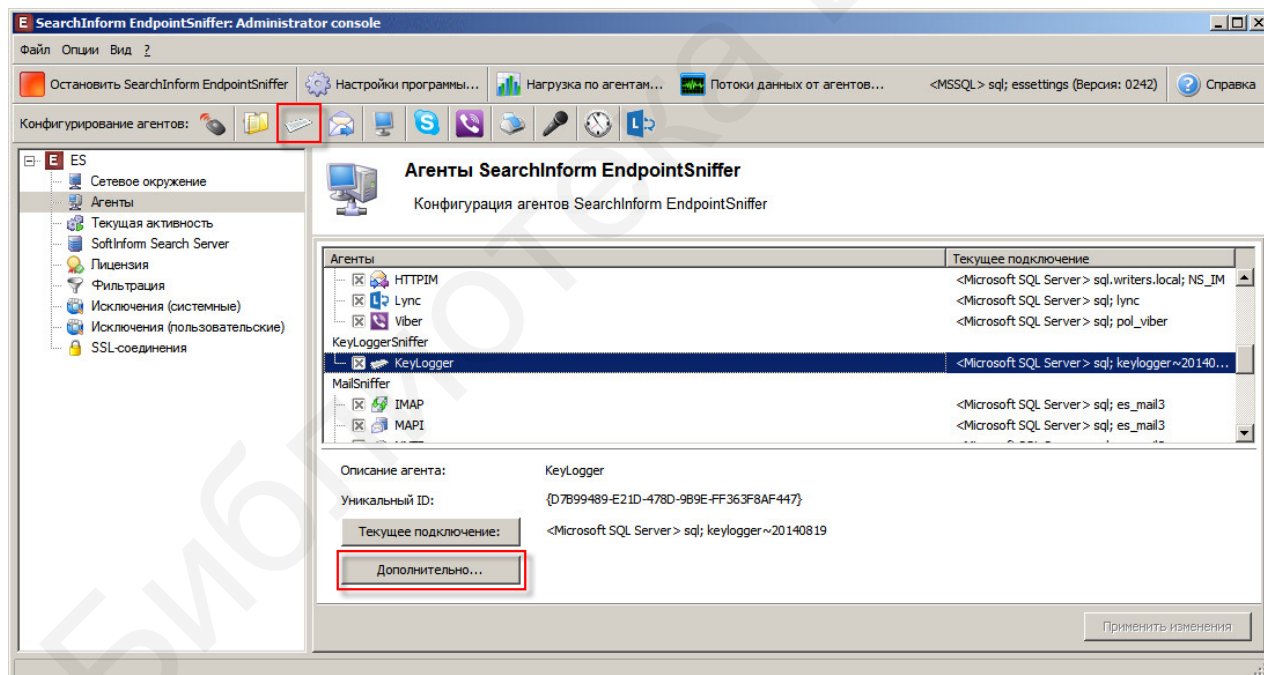 SearchInform EndpointSniffer: Administrator console
Файл Опции Вид ?
Остановить SearchInform EndpointSniffer Настройки программы... Нагрузка по агентам... Потоки данных от агентов... <MSSQL> sql; essettings (Версия: 0242) Справка
Конфигурирование агентов:
ES
Сетевое окружение
Агенты
Текущая активность
SoftInform Search Server
Лицензия
Фильтрация
Исключения (системные)
Исключения (пользовательские)
SSL-соединения
Агенты SearchInform EndpointSniffer
Конфигурация агентов SearchInform EndpointSniffer
Агенты Текущее подключение
HTTPIM <Microsoft SQL Server> sql.writers.local; NS_IM
Lync <Microsoft SQL Server> sql; lync
Viber <Microsoft SQL Server> sql; pol_viber
KeyLoggerSniffer
KeyLogger <Microsoft SQL Server> sql; keylogger~20140...
MailSniffer
IMAP <Microsoft SQL Server> sql; es_mail3
MAPI <Microsoft SQL Server> sql; es_mail3
Описание агента: KeyLogger
Уникальный ID: {D7B99489-E21D-478D-9B9E-FF363F8AF447}
Текущее подключение: <Microsoft SQL Server> sql; keylogger~20140819
Дополнительно...
Применить изменения
Библиотека